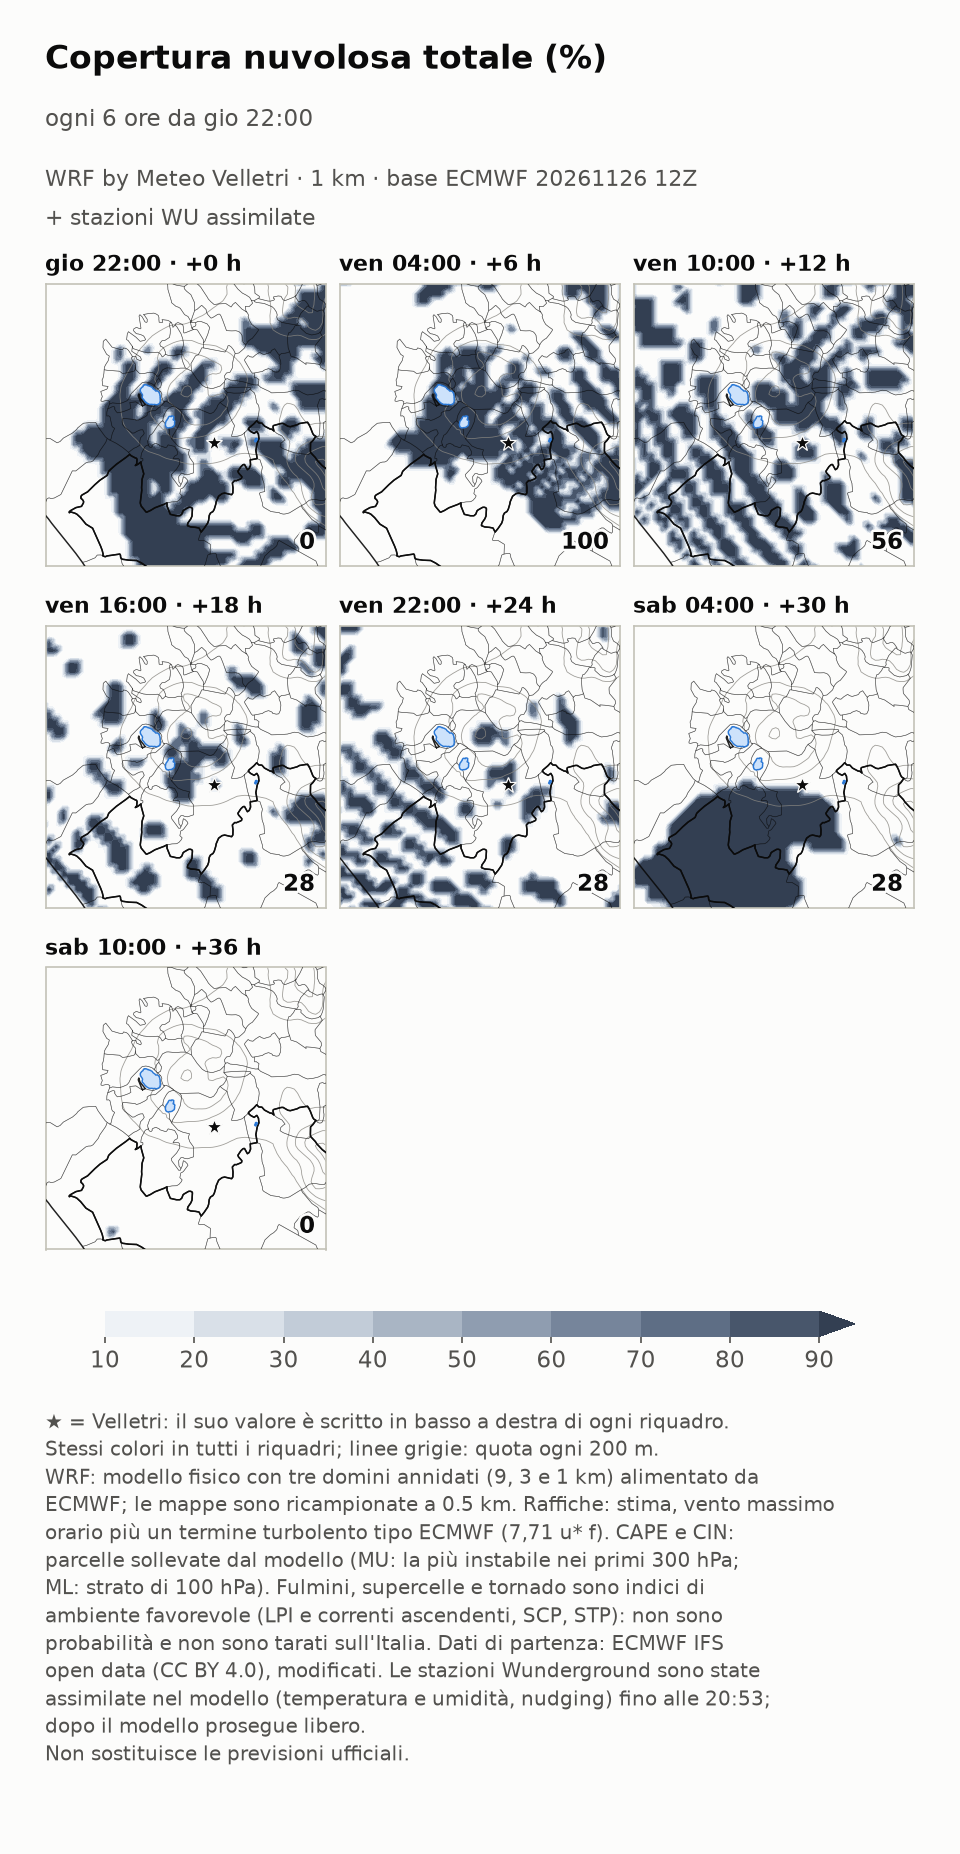 Copertura nuvolosa totale (%)
ogni 6 ore da gio 22:00
WRF by Meteo Velletri · 1 km · base ECMWF 20261126 12Z
+ stazioni WU assimilate
gio 22:00 · +0 h
ven 04:00 · +6 h
ven 10:00 · +12 h
0
100
56
ven 16:00 · +18 h
ven 22:00 · +24 h
sab 04:00 · +30 h
28
28
28
sab 10:00 · +36 h
0
10 20 30 40 50 60 70 80 90
★ = Velletri: il suo valore è scritto in basso a destra di ogni riquadro.
Stessi colori in tutti i riquadri; linee grigie: quota ogni 200 m.
WRF: modello fisico con tre domini annidati (9, 3 e 1 km) alimentato da
ECMWF; le mappe sono ricampionate a 0.5 km. Raffiche: stima, vento massimo
orario più un termine turbolento tipo ECMWF (7,71 u* f). CAPE e CIN:
parcelle sollevate dal modello (MU: la più instabile nei primi 300 hPa;
ML: strato di 100 hPa). Fulmini, supercelle e tornado sono indici di
ambiente favorevole (LPI e correnti ascendenti, SCP, STP): non sono
probabilità e non sono tarati sull'Italia. Dati di partenza: ECMWF IFS
open data (CC BY 4.0), modificati. Le stazioni Wunderground sono state
assimilate nel modello (temperatura e umidità, nudging) fino alle 20:53;
dopo il modello prosegue libero.
Non sostituisce le previsioni ufficiali.